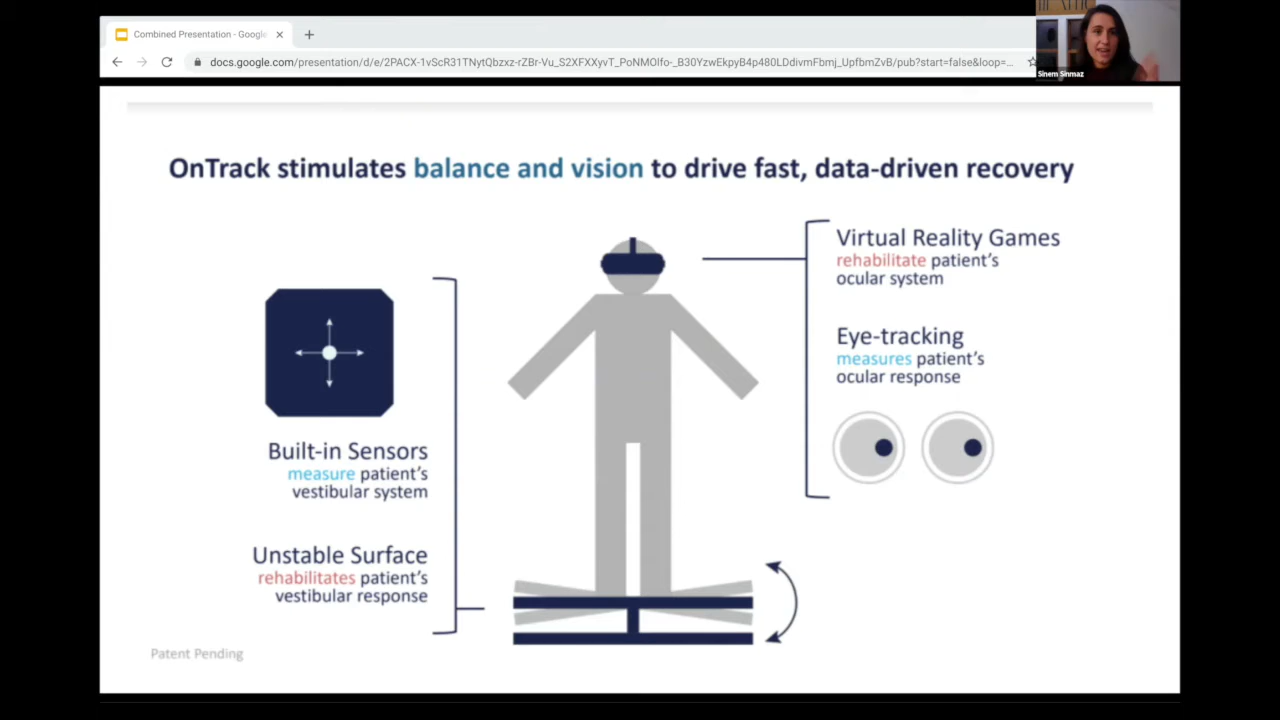 Combined Presentation - Google
docs.google.com/presentation/d/e/2PACX-1vScR31TNytQbzxz-rZBr-Vu_S2XFXXyvT_PoNMOlfo-_B30YzwEkpyB4p480LDdivmFbmj_UpfbmZvB/pub?start=false&loop=...
Sinem Sinmaz
OnTrack stimulates balance and vision to drive fast, data-driven recovery
Virtual Reality Games
rehabilitate patient's
ocular system
Eye-tracking
measures patient's
ocular response
Built-in Sensors
measure patient's
vestibular system
Unstable Surface
rehabilitates patient's
vestibular response
Patent Pending